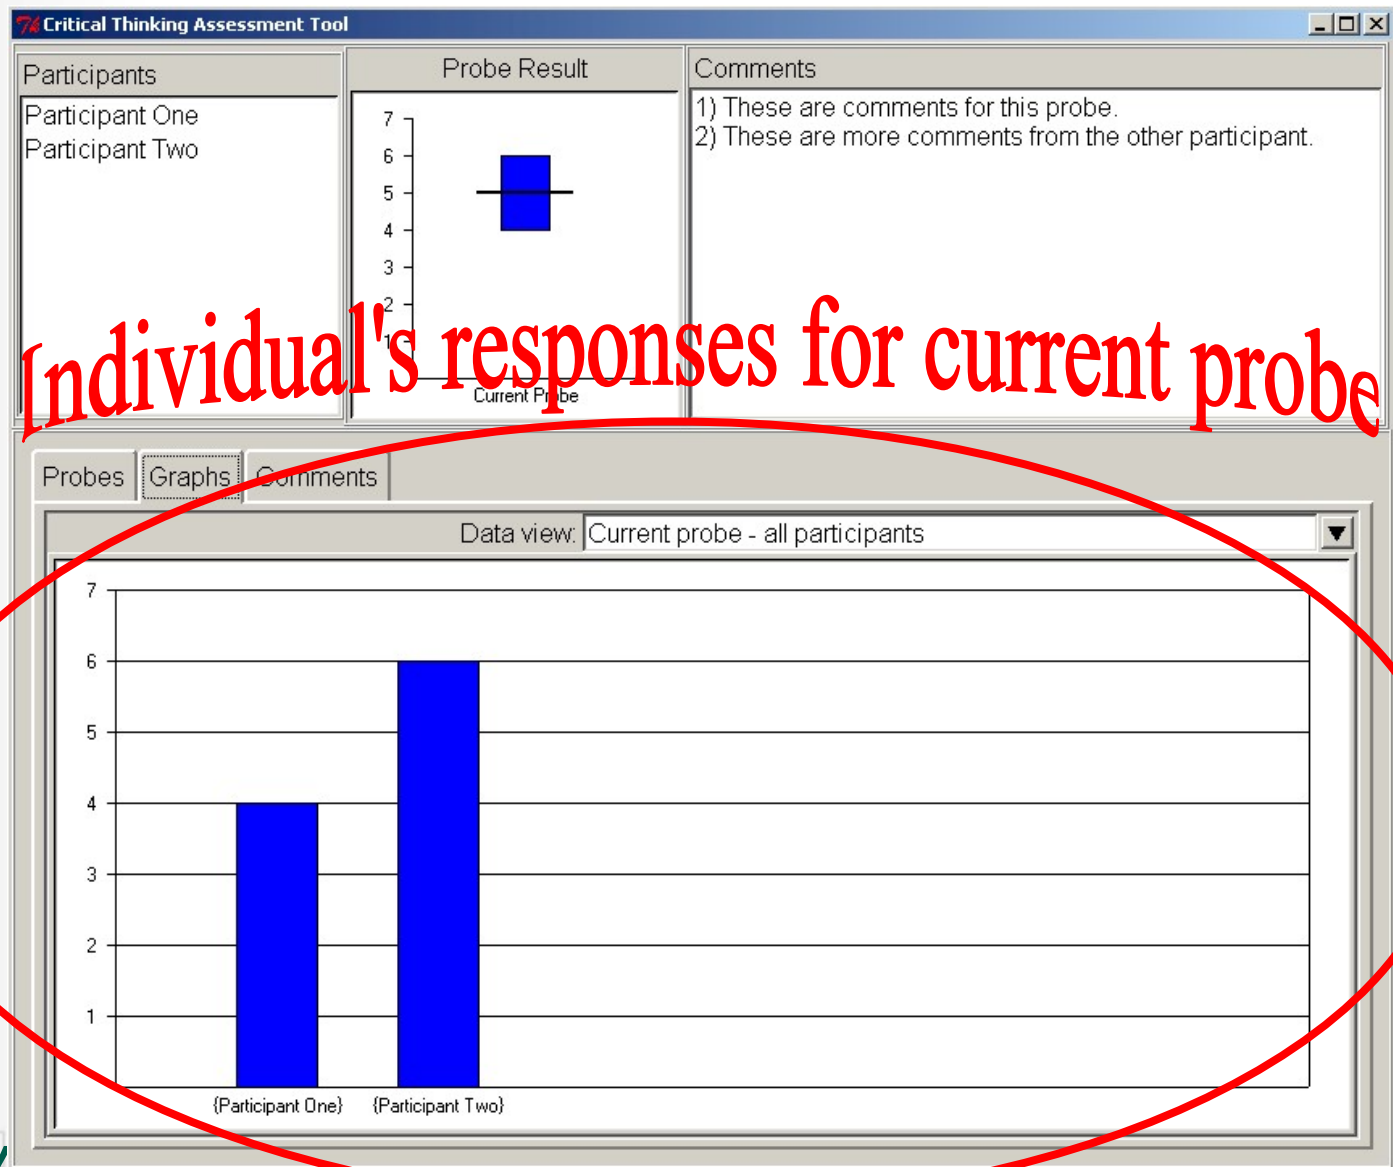 Critical Thinking Assessment Tool
Participants
Participant One
Participant Two
Probe Result
7
6
5
4
3
2
1
Current Probe
Comments
1) These are comments for this probe.
2) These are more comments from the other participant.
Individual's responses for current probe
Probes Graphs Comments
Data view: Current probe - all participants
7
6
5
4
3
2
1
{Participant One} {Participant Two}